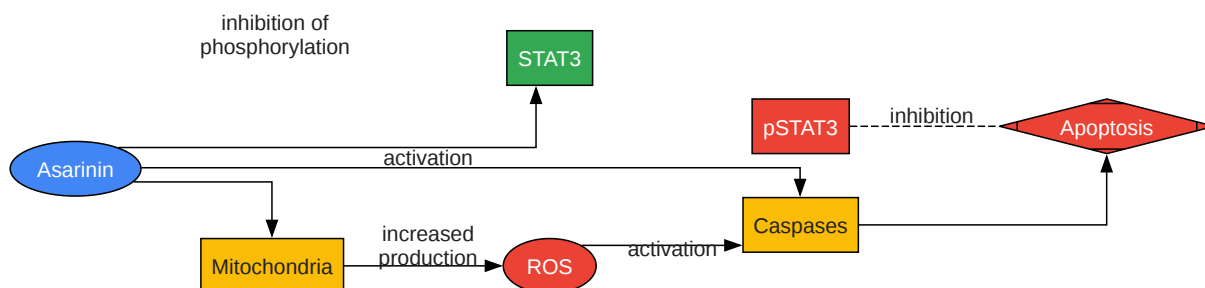 inhibition of
phosphorylation
STAT3
pSTAT3
inhibition
Apoptosis
Asarinin
activation
Caspases
Mitochondria
increased
production
ROS
activation